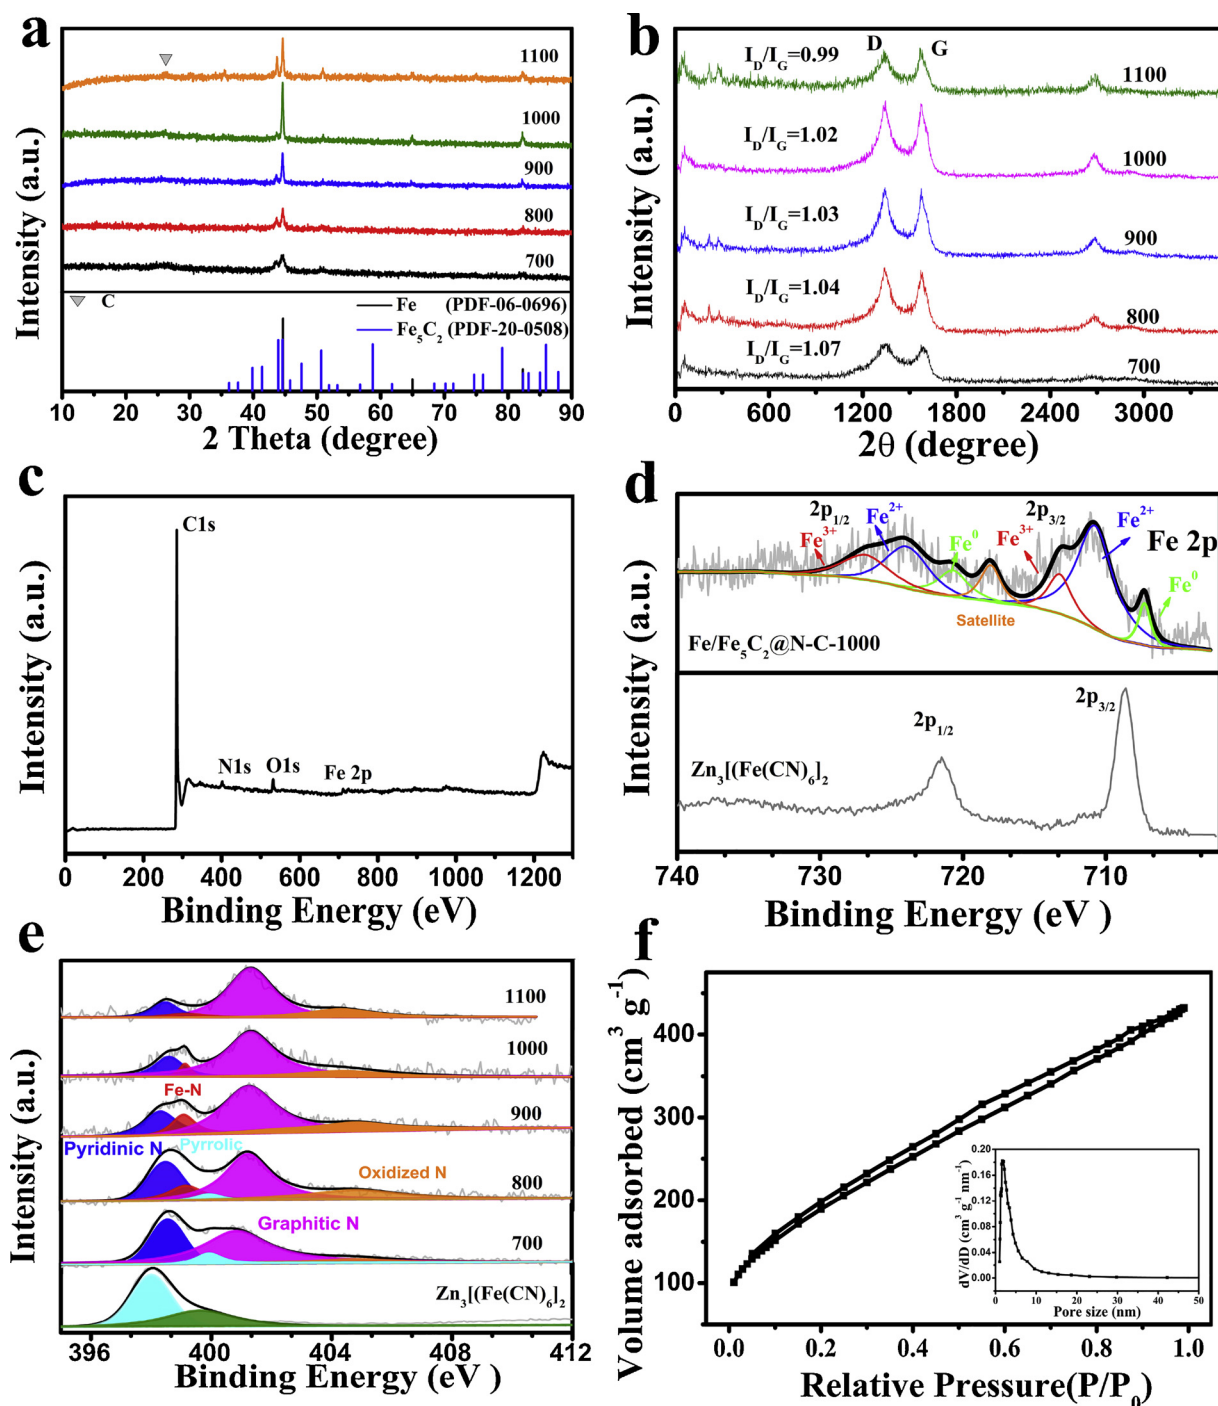 a
Intensity (a.u.)
1100
1000
900
800
700
C
Fe (PDF-06-0696)
Fe5C2 (PDF-20-0508)
10 20 30 40 50 60 70 80 90
2 Theta (degree)
b
Intensity (a.u.)
D G
ID/IG=0.99
1100
ID/IG=1.02
1000
ID/IG=1.03
900
ID/IG=1.04
800
ID/IG=1.07
700
0 600 1200 1800 2400 3000
2θ (degree)
c
Intensity (a.u.)
C1s
N1s
O1s
Fe 2p
0 200 400 600 800 1000 1200
Binding Energy (eV)
d
Intensity (a.u.)
2p1/2
Fe3+
Fe2+
Fe0
2p3/2
Fe3+
Fe2+
Fe 2p
Fe0
Satellite
Fe/Fe5C2@N-C-1000
2p1/2
2p3/2
Zn3[(Fe(CN)6]2
740 730 720 710
Binding Energy (eV )
e
Intensity (a.u.)
1100
1000
Fe-N
900
Pyridinic N
Pyrrolic
Oxidized N
800
Graphitic N
700
Zn3[(Fe(CN)6]2
396 400 404 408 412
Binding Energy (eV )
f
Volume adsorbed (cm3 g-1)
400
300
200
100
0.0 0.2 0.4 0.6 0.8 1.0
Relative Pressure(P/P0)
dV/dD (cm3 g-1 nm-1)
0.20
0.16
0.12
0.08
0.04
0.00
0 10 20 30 40 50
Pore size (nm)